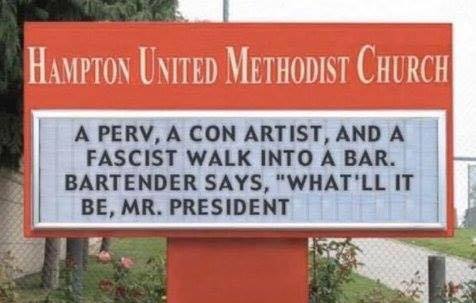 HAMPTON UNITED METHODIST CHURCH
A PERV, A CON ARTIST, AND A
FASCIST WALK INTO A BAR.
BARTENDER SAYS, "WHAT'LL IT
BE, MR. PRESIDENT